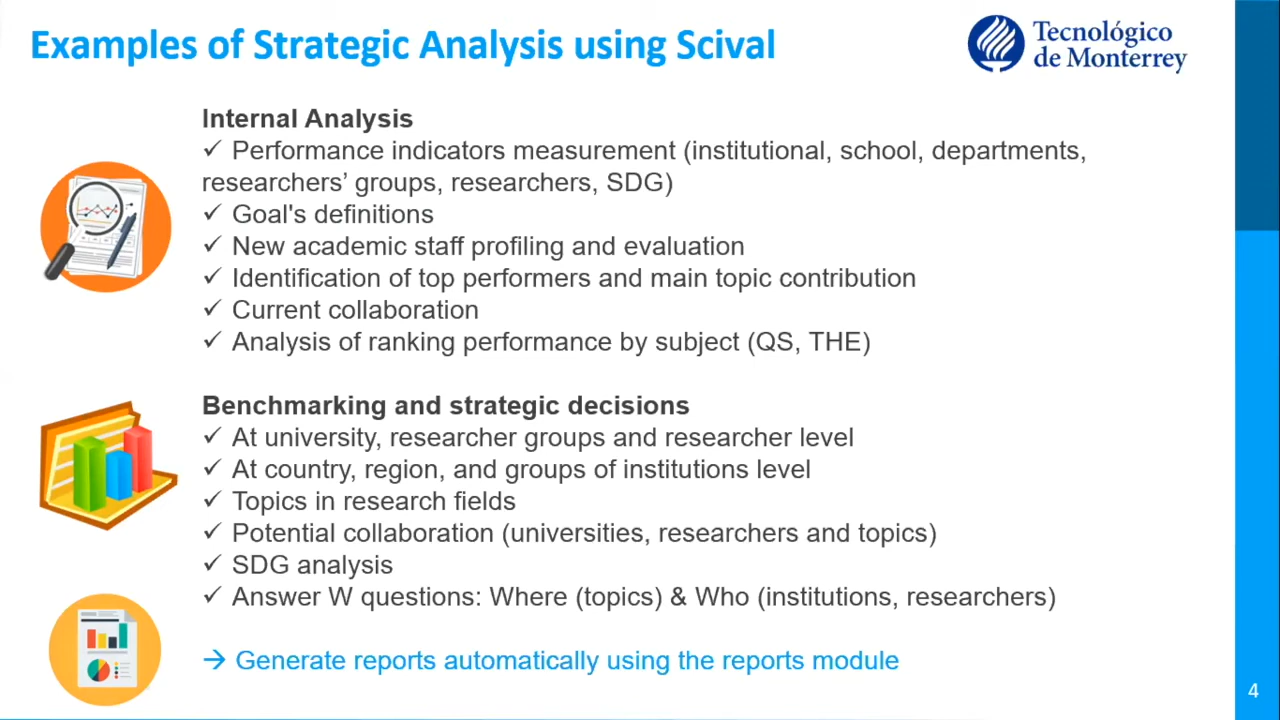 Examples of Strategic Analysis using Scival
Tecnológico
de Monterrey
Internal Analysis
✓ Performance indicators measurement (institutional, school, departments,
researchers’ groups, researchers, SDG)
✓ Goal's definitions
✓ New academic staff profiling and evaluation
✓ Identification of top performers and main topic contribution
✓ Current collaboration
✓ Analysis of ranking performance by subject (QS, THE)
Benchmarking and strategic decisions
✓ At university, researcher groups and researcher level
✓ At country, region, and groups of institutions level
✓ Topics in research fields
✓ Potential collaboration (universities, researchers and topics)
✓ SDG analysis
✓ Answer W questions: Where (topics) & Who (institutions, researchers)
→ Generate reports automatically using the reports module
4